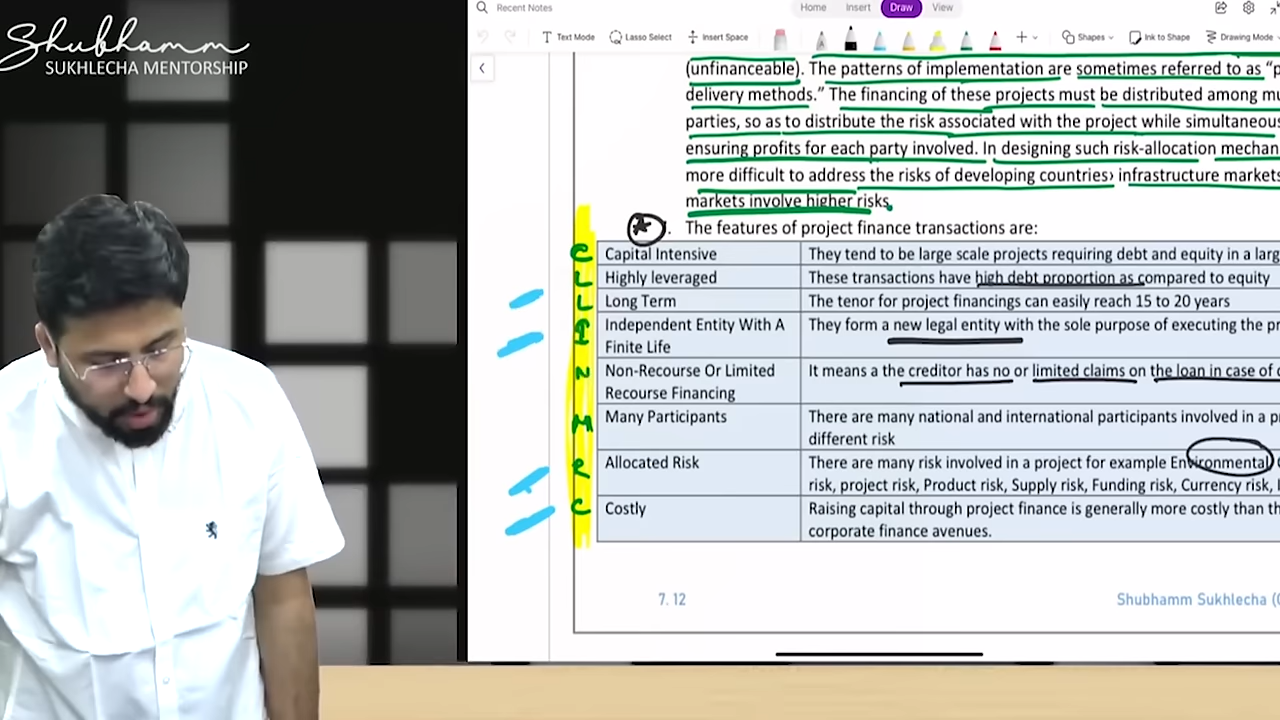 Shubhamm
SUKHLECHA MENTORSHIP
Recent Notes
Home Insert Draw View
Text Mode Lasso Select Insert Space Shapes Ink to Shape Drawing Mode
(unfinanceable). The patterns of implementation are sometimes referred to as “p
delivery methods.” The financing of these projects must be distributed among mu
parties, so as to distribute the risk associated with the project while simultaneous
ensuring profits for each party involved. In designing such risk-allocation mechan
more difficult to address the risks of developing countries› infrastructure markets
markets involve higher risks.
The features of project finance transactions are:
C Capital Intensive They tend to be large scale projects requiring debt and equity in a larg
L Highly leveraged These transactions have high debt proportion as compared to equity
L Long Term The tenor for project financings can easily reach 15 to 20 years
I Independent Entity With A They form a new legal entity with the sole purpose of executing the pr
Finite Life
N Non-Recourse Or Limited It means a the creditor has no or limited claims on the loan in case of
Recourse Financing
M Many Participants There are many national and international participants involved in a p
different risk
R Allocated Risk There are many risk involved in a project for example Environmental
risk, project risk, Product risk, Supply risk, Funding risk, Currency risk,
C Costly Raising capital through project finance is generally more costly than th
corporate finance avenues.
7. 12 Shubhamm Sukhlecha (